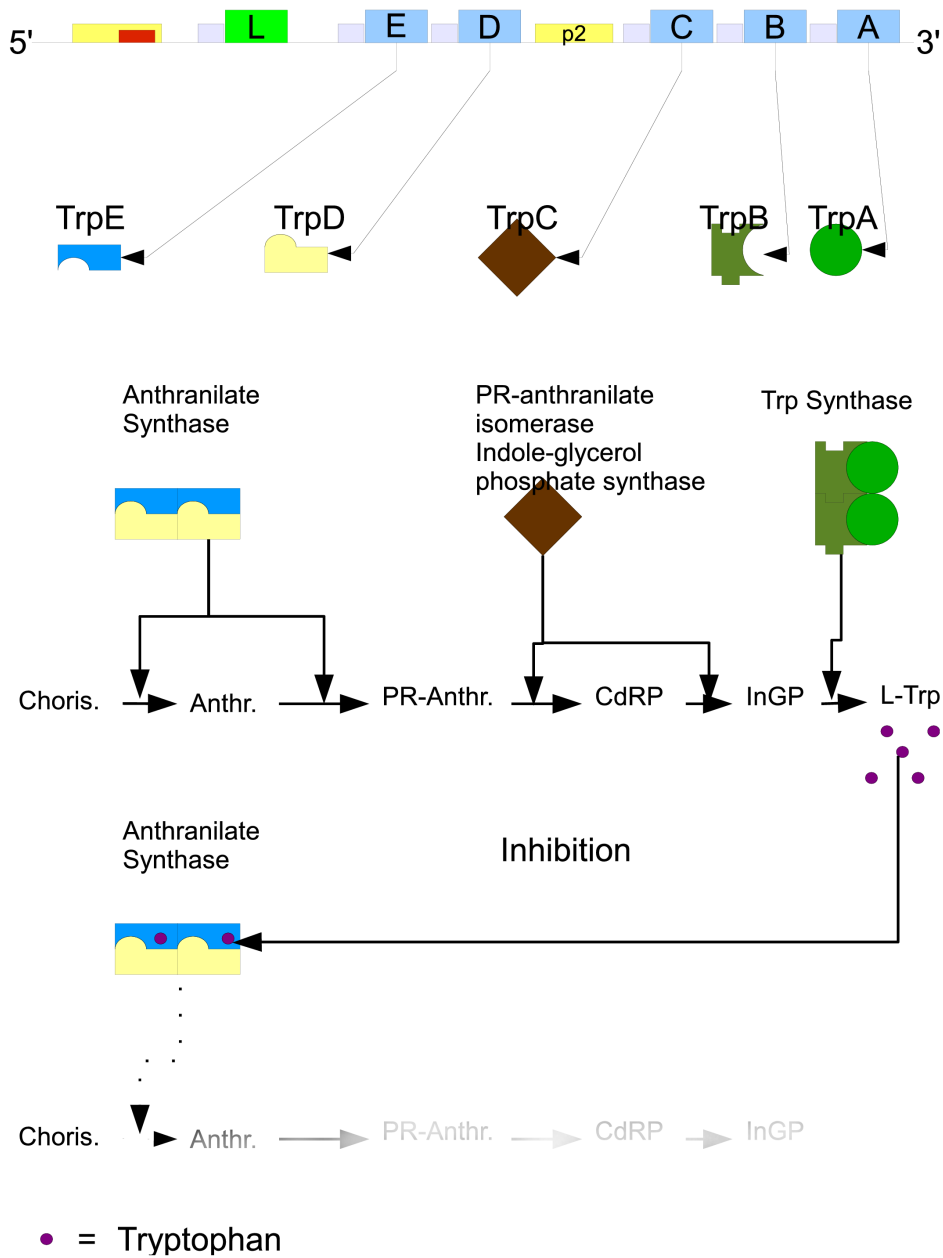 5' L E D p2 C B A 3'
TrpE TrpD TrpC TrpB TrpA
Anthranilate
Synthase
PR-anthranilate
isomerase
Indole-glycerol
phosphate synthase
Trp Synthase
Choris. Anthr. PR-Anthr. CdRP InGP L-Trp
Anthranilate
Synthase
Inhibition
Choris. Anthr. PR-Anthr. CdRP InGP
= Tryptophan